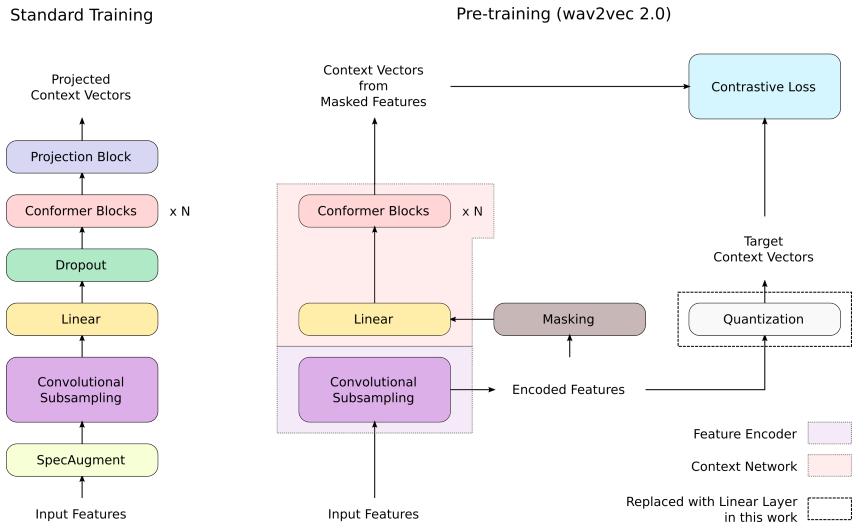 Standard Training
Projected
Context Vectors
Projection Block
Conformer Blocks
x N
Dropout
Linear
Convolutional
Subsampling
SpecAugment
Input Features
Pre-training (wav2vec 2.0)
Context Vectors
from
Masked Features
Contrastive Loss
Conformer Blocks
x N
Target
Context Vectors
Linear
Masking
Quantization
Convolutional
Subsampling
Encoded Features
Input Features
Feature Encoder
Context Network
Replaced with Linear Layer
in this work